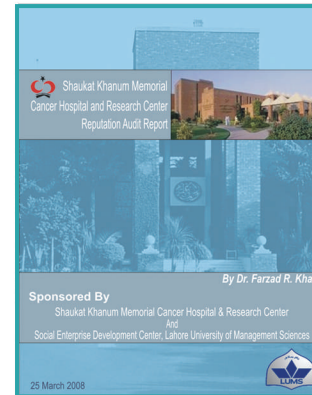 Shaukat Khanum Memorial
Cancer Hospital and Research Center
Reputation Audit Report
By Dr. Farzad R. Kha
Sponsored By
Shaukat Khanum Memorial Cancer Hospital & Research Center
And
Social Enterprise Development Center, Lahore University of Management Sciences
LUMS
25 March 2008